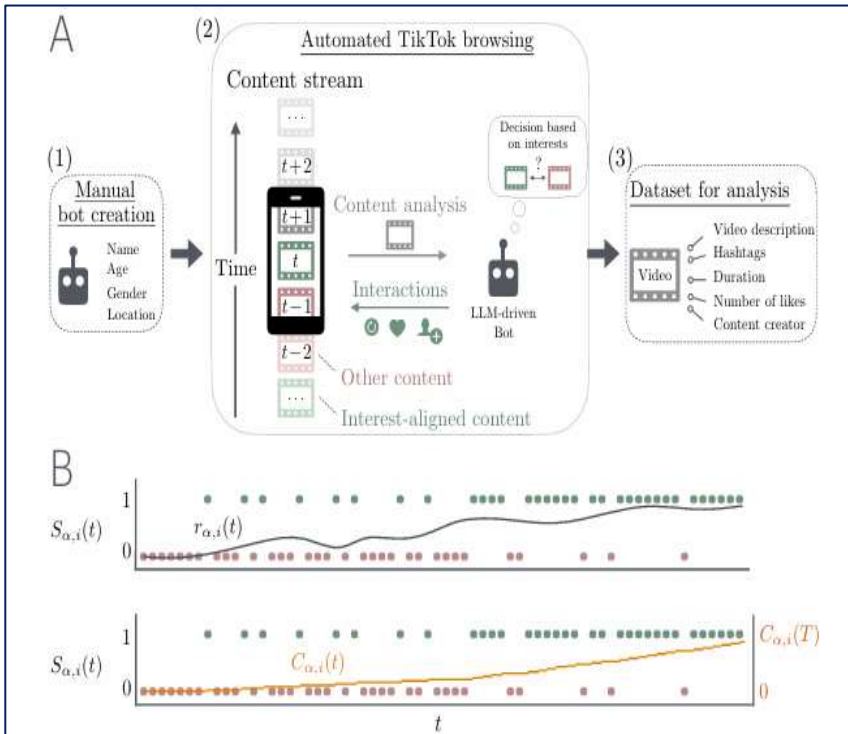 A
(1)
Manual
bot creation
Name
Age
Gender
Location
(2)
Automated TikTok browsing
Content stream
Time
...
t+2
t+1
t
t−1
t−2
...
Content analysis
Interactions
Other content
Interest-aligned content
Decision based
on interests
?
LLM-driven
Bot
(3)
Dataset for analysis
Video
Video description
Hashtags
Duration
Number of likes
Content creator
B
S_{α,i}(t)
1
0
r_{α,i}(t)
S_{α,i}(t)
1
0
C_{α,i}(t)
C_{α,i}(T)
0
t